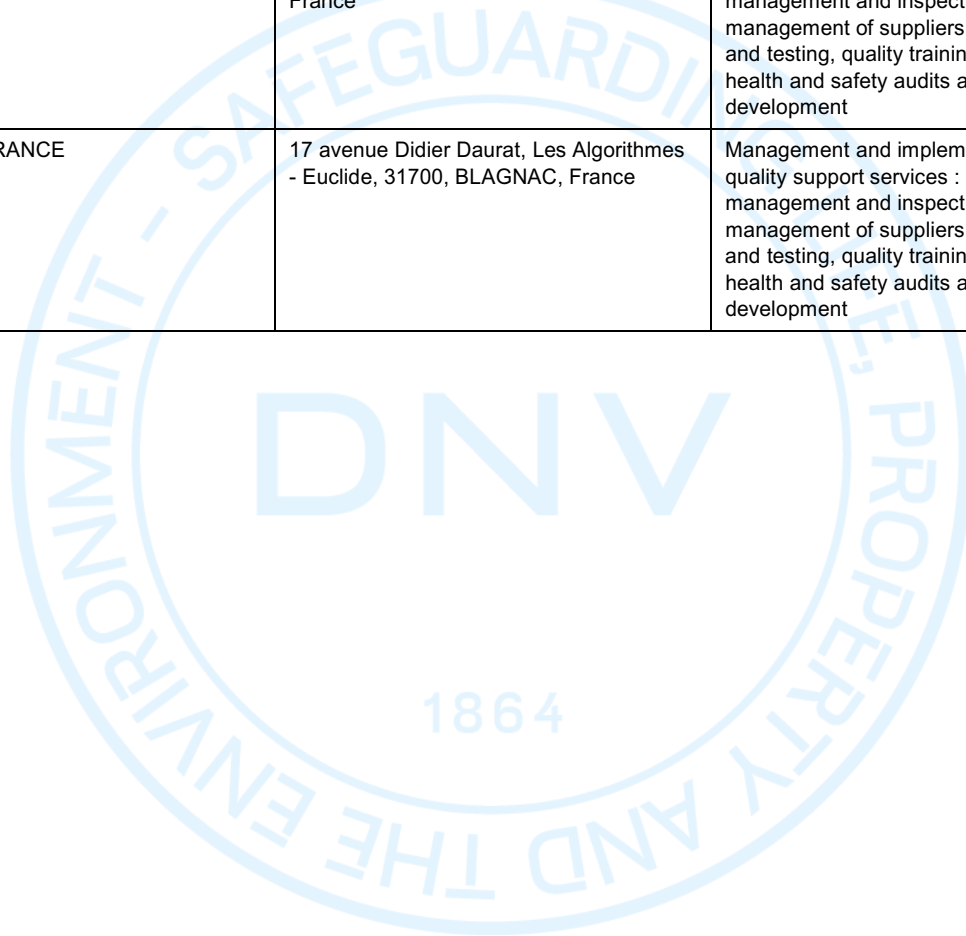 France
management and inspect
management of suppliers
and testing, quality trainin
health and safety audits a
development
RANCE
17 avenue Didier Daurat, Les Algorithmes
- Euclide, 31700, BLAGNAC, France
Management and implem
quality support services :
management and inspect
management of suppliers
and testing, quality trainin
health and safety audits a
development
SAFEGUARDING LIFE, PROPERTY AND THE ENVIRONMENT -
DNV
1864